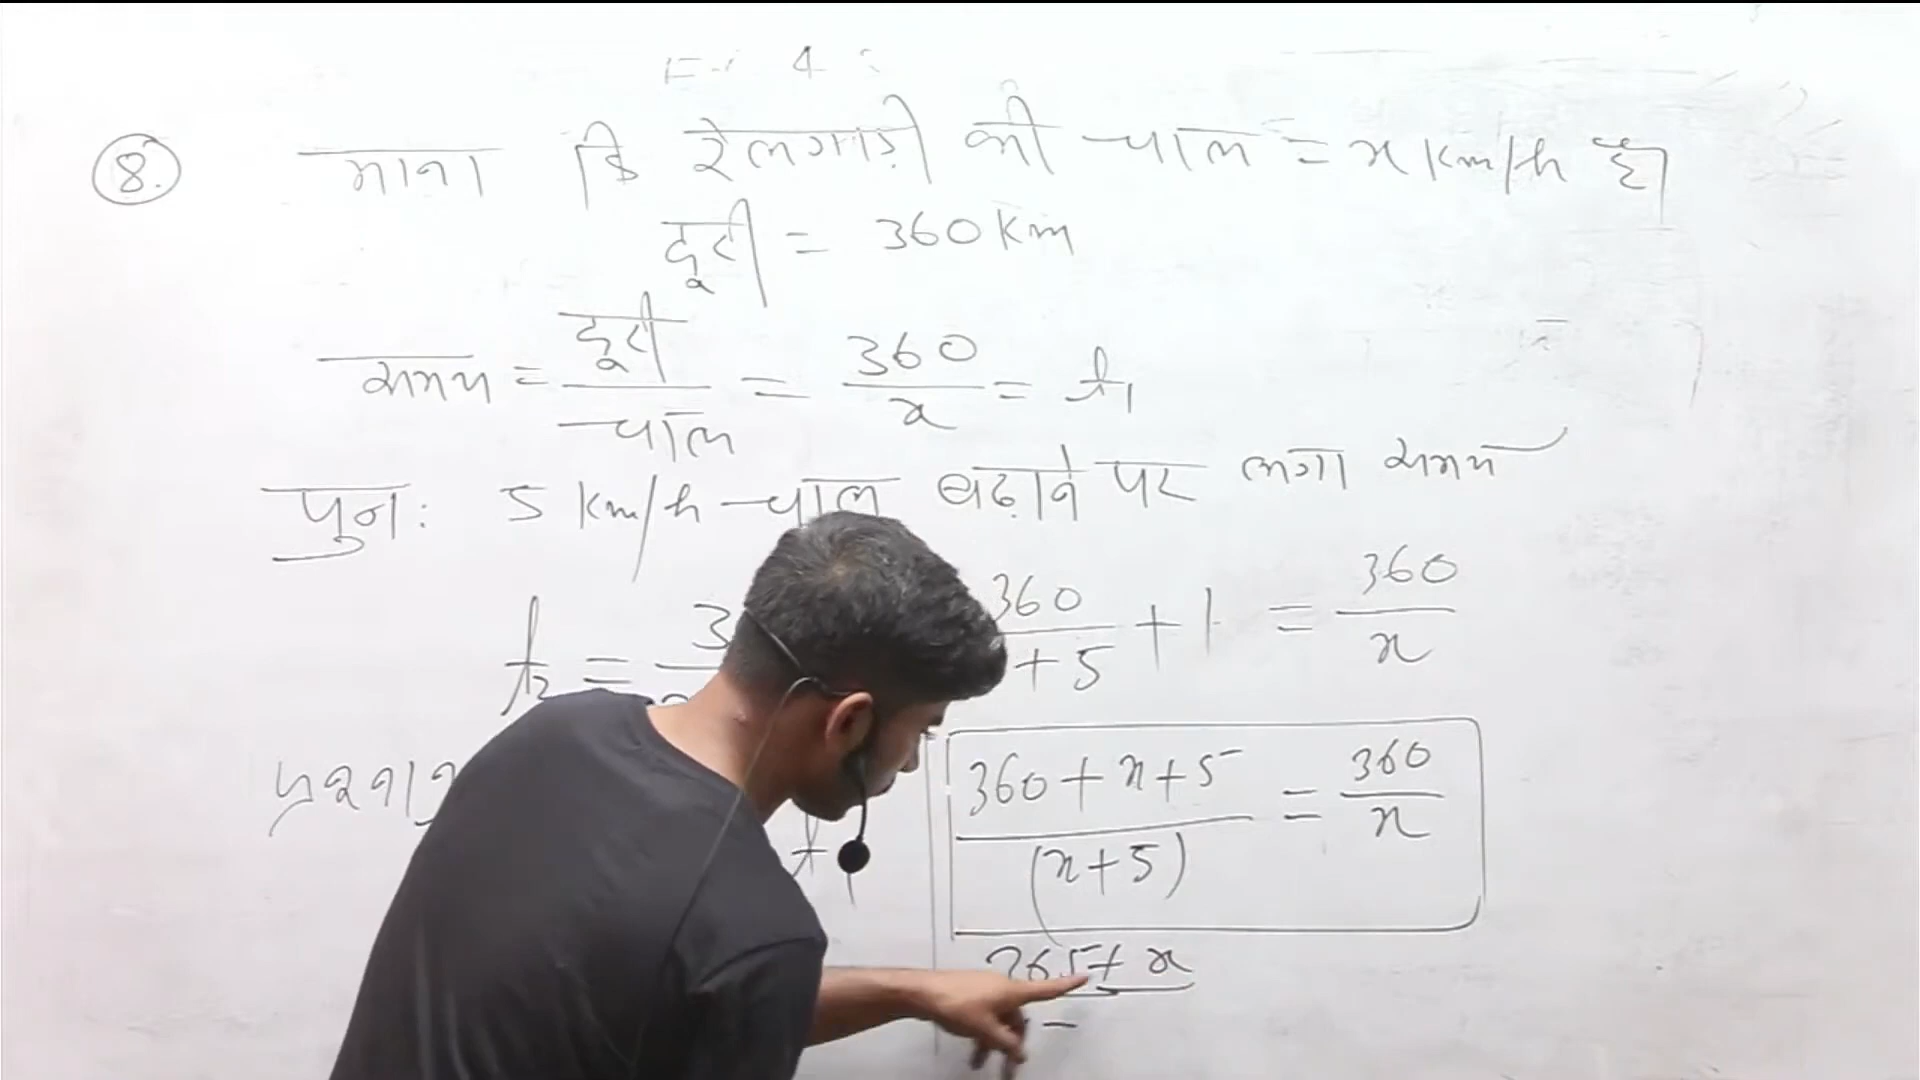 8. माना कि रेलगाड़ी की चाल = x km/h है।
दूरी = 360 km
समय = दूरी / चाल = 360 / x = t₁
पुनः 5 km/h चाल बढ़ाने पर लगा समय
t₂ = 3
360 / + 5 + 1 = 360 / x
360 + x + 5 / (x + 5) = 360 / x
365 + x